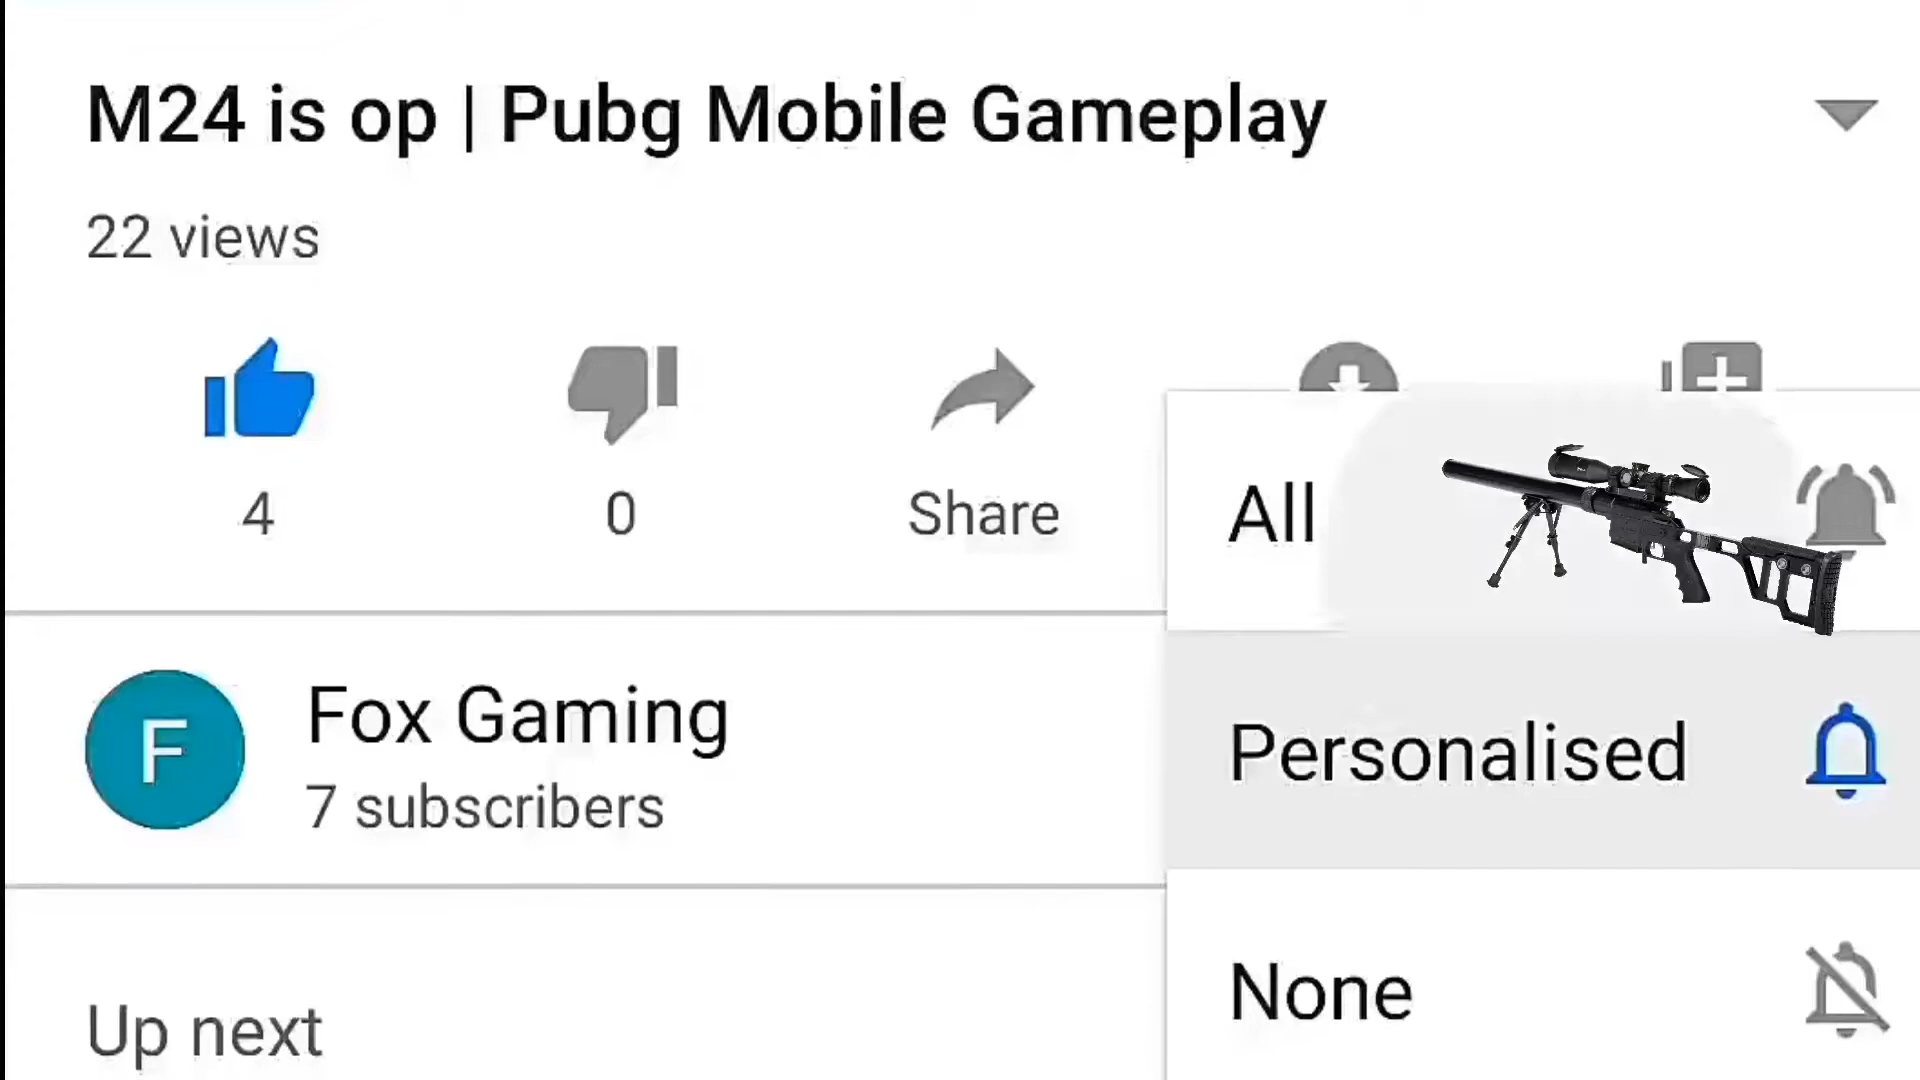 M24 is op | Pubg Mobile Gameplay
22 views
4
0
Share
All
F
Fox Gaming
7 subscribers
Personalised
None
Up next